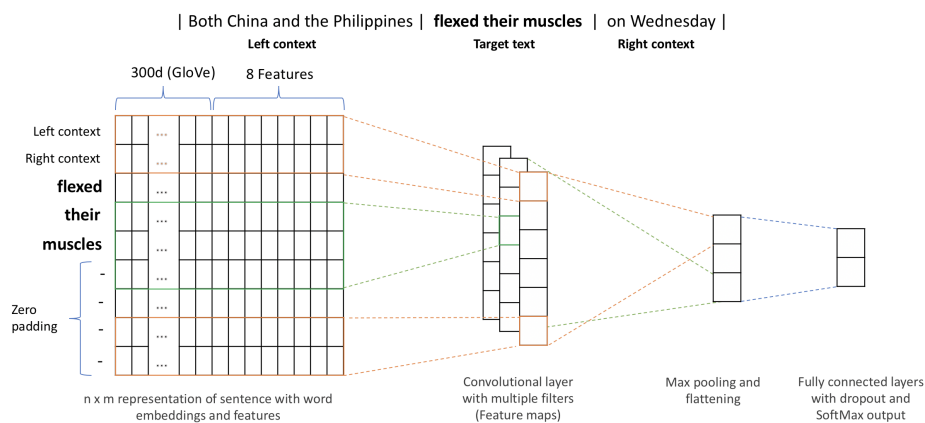 | Both China and the Philippines | flexed their muscles | on Wednesday |
Left context Target text Right context
300d (GloVe) 8 Features
Left context ...
Right context ...
flexed ...
their ...
muscles ...
- ...
- ...
- ...
- ...
Zero
padding
n x m representation of sentence with word
embeddings and features
Convolutional layer
with multiple filters
(Feature maps)
Max pooling and
flattening
Fully connected layers
with dropout and
SoftMax output